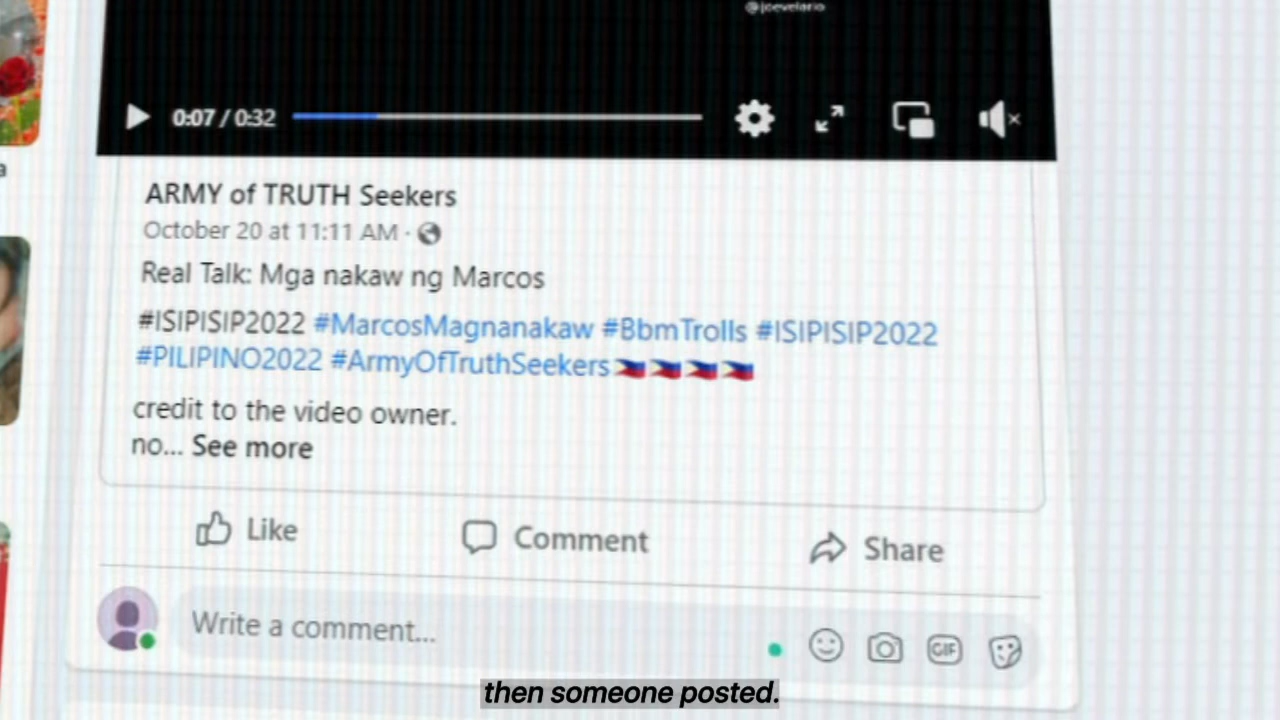 @joevelario
0:07 / 0:32
a
ARMY of TRUTH Seekers
October 20 at 11:11 AM ·
Real Talk: Mga nakaw ng Marcos
#ISIPISIP2022 #MarcosMagnanakaw #BbmTrolls #ISIPISIP2022
#PILIPINO2022 #ArmyOfTruthSeekers
credit to the video owner.
no... See more
Like Comment Share
Write a comment...
GIF
then someone posted.